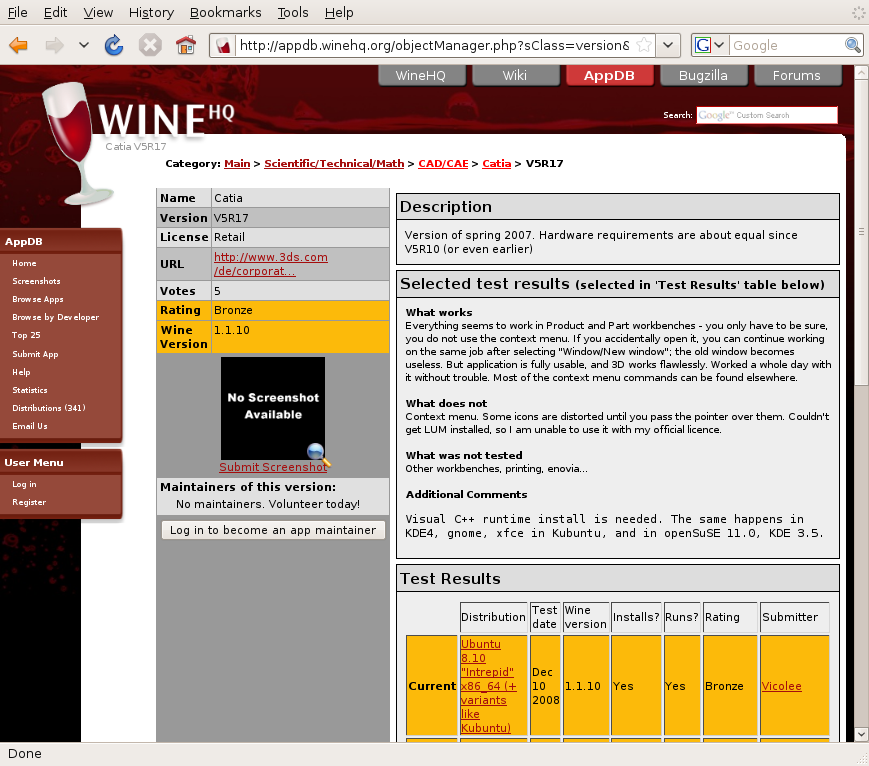 File Edit View History Bookmarks Tools Help
http://appdb.winehq.org/objectManager.php?sClass=version&
G Google
WineHQ Wiki AppDB Bugzilla Forums
WINE HQ
Search: Google™ Custom Search
Catia V5R17
Category: Main > Scientific/Technical/Math > CAD/CAE > Catia > V5R17
AppDB
Home
Screenshots
Browse Apps
Browse by Developer
Top 25
Submit App
Help
Statistics
Distributions (341)
Email Us
User Menu
Log in
Register
Name Catia
Version V5R17
License Retail
URL http://www.3ds.com
/de/corporat...
Votes 5
Rating Bronze
Wine 1.1.10
Version
No Screenshot
Available
Submit Screenshot
Maintainers of this version:
No maintainers. Volunteer today!
Log in to become an app maintainer
Description
Version of spring 2007. Hardware requirements are about equal since
V5R10 (or even earlier)
Selected test results (selected in 'Test Results' table below)
What works
Everything seems to work in Product and Part workbenches - you only have to be sure,
you do not use the context menu. If you accidentally open it, you can continue working
on the same job after selecting "Window/New window"; the old window becomes
useless. But application is fully usable, and 3D works flawlessly. Worked a whole day with
it without trouble. Most of the context menu commands can be found elsewhere.
What does not
Context menu. Some icons are distorted until you pass the pointer over them. Couldn't
get LUM installed, so I am unable to use it with my official licence.
What was not tested
Other workbenches, printing, enovia...
Additional Comments
Visual C++ runtime install is needed. The same happens in
KDE4, gnome, xfce in Kubuntu, and in openSuSE 11.0, KDE 3.5.
Test Results
Distribution Test date Wine version Installs? Runs? Rating Submitter
Current Ubuntu 8.10 "Intrepid" x86_64 (+ variants like Kubuntu) Dec 10 2008 1.1.10 Yes Yes Bronze Vicolee
Done